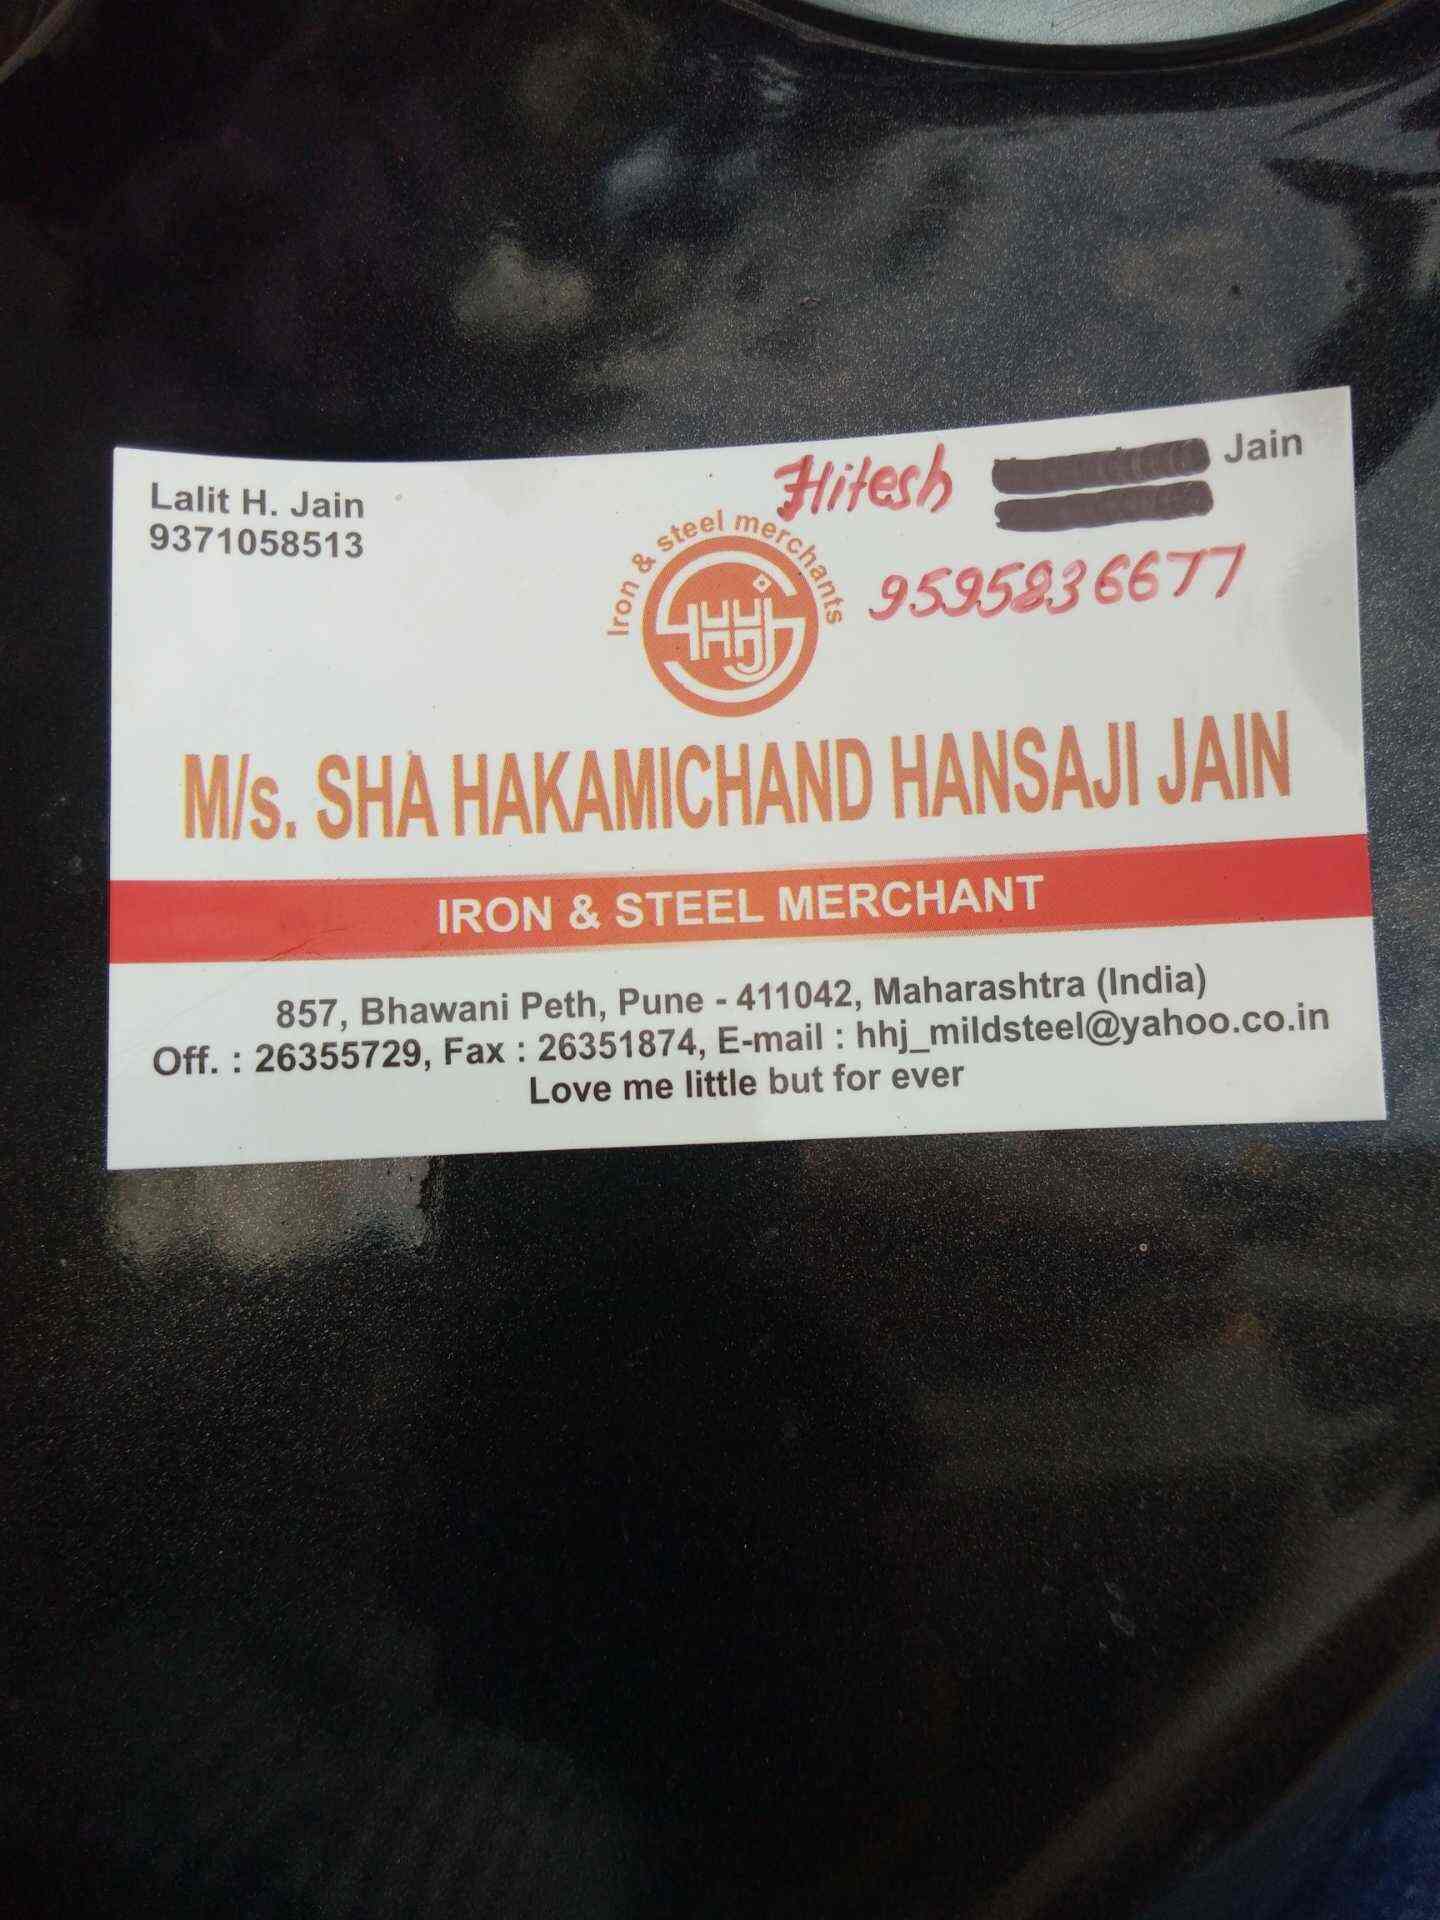 Lalit H. Jain
9371058513
Hitesh Jain
9595836677
Iron & steel merchants
HHJ
M/s. SHA HAKAMICHAND HANSAJI JAIN
IRON & STEEL MERCHANT
857, Bhawani Peth, Pune - 411042, Maharashtra (India)
Off. : 26355729, Fax : 26351874, E-mail : hhj_mildsteel@yahoo.co.in
Love me little but for ever